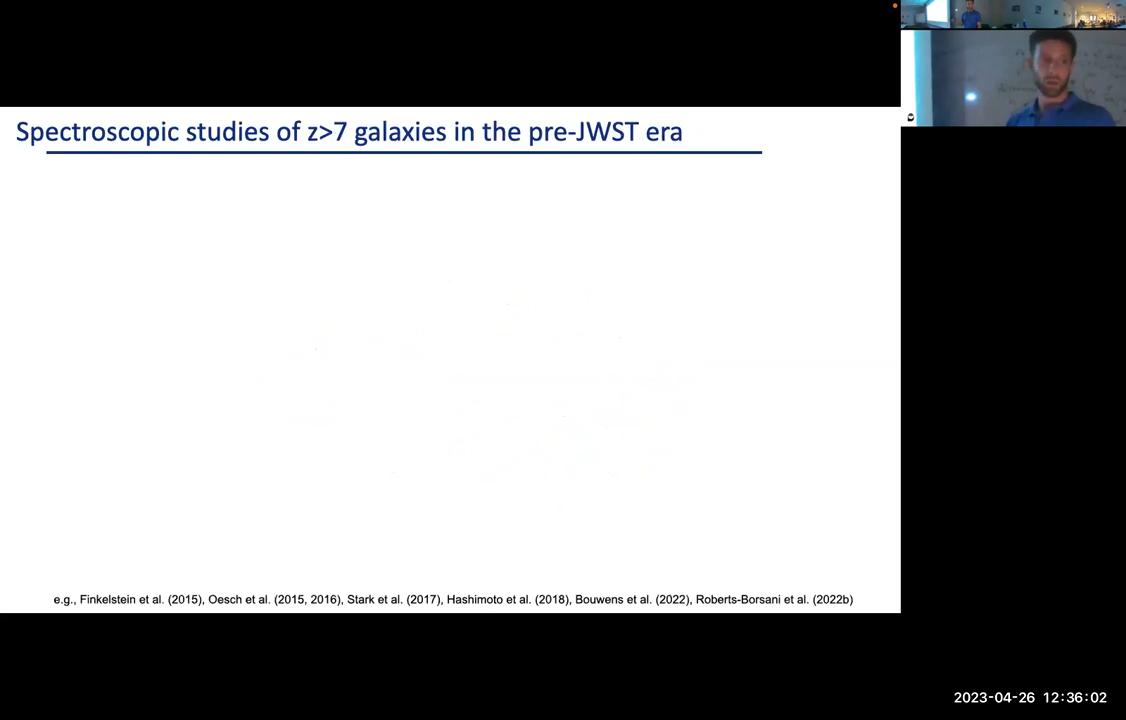 Spectroscopic studies of z>7 galaxies in the pre-JWST era
e.g., Finkelstein et al. (2015), Oesch et al. (2015, 2016), Stark et al. (2017), Hashimoto et al. (2018), Bouwens et al. (2022), Roberts-Borsani et al. (2022b)
2023-04-26 12:36:02